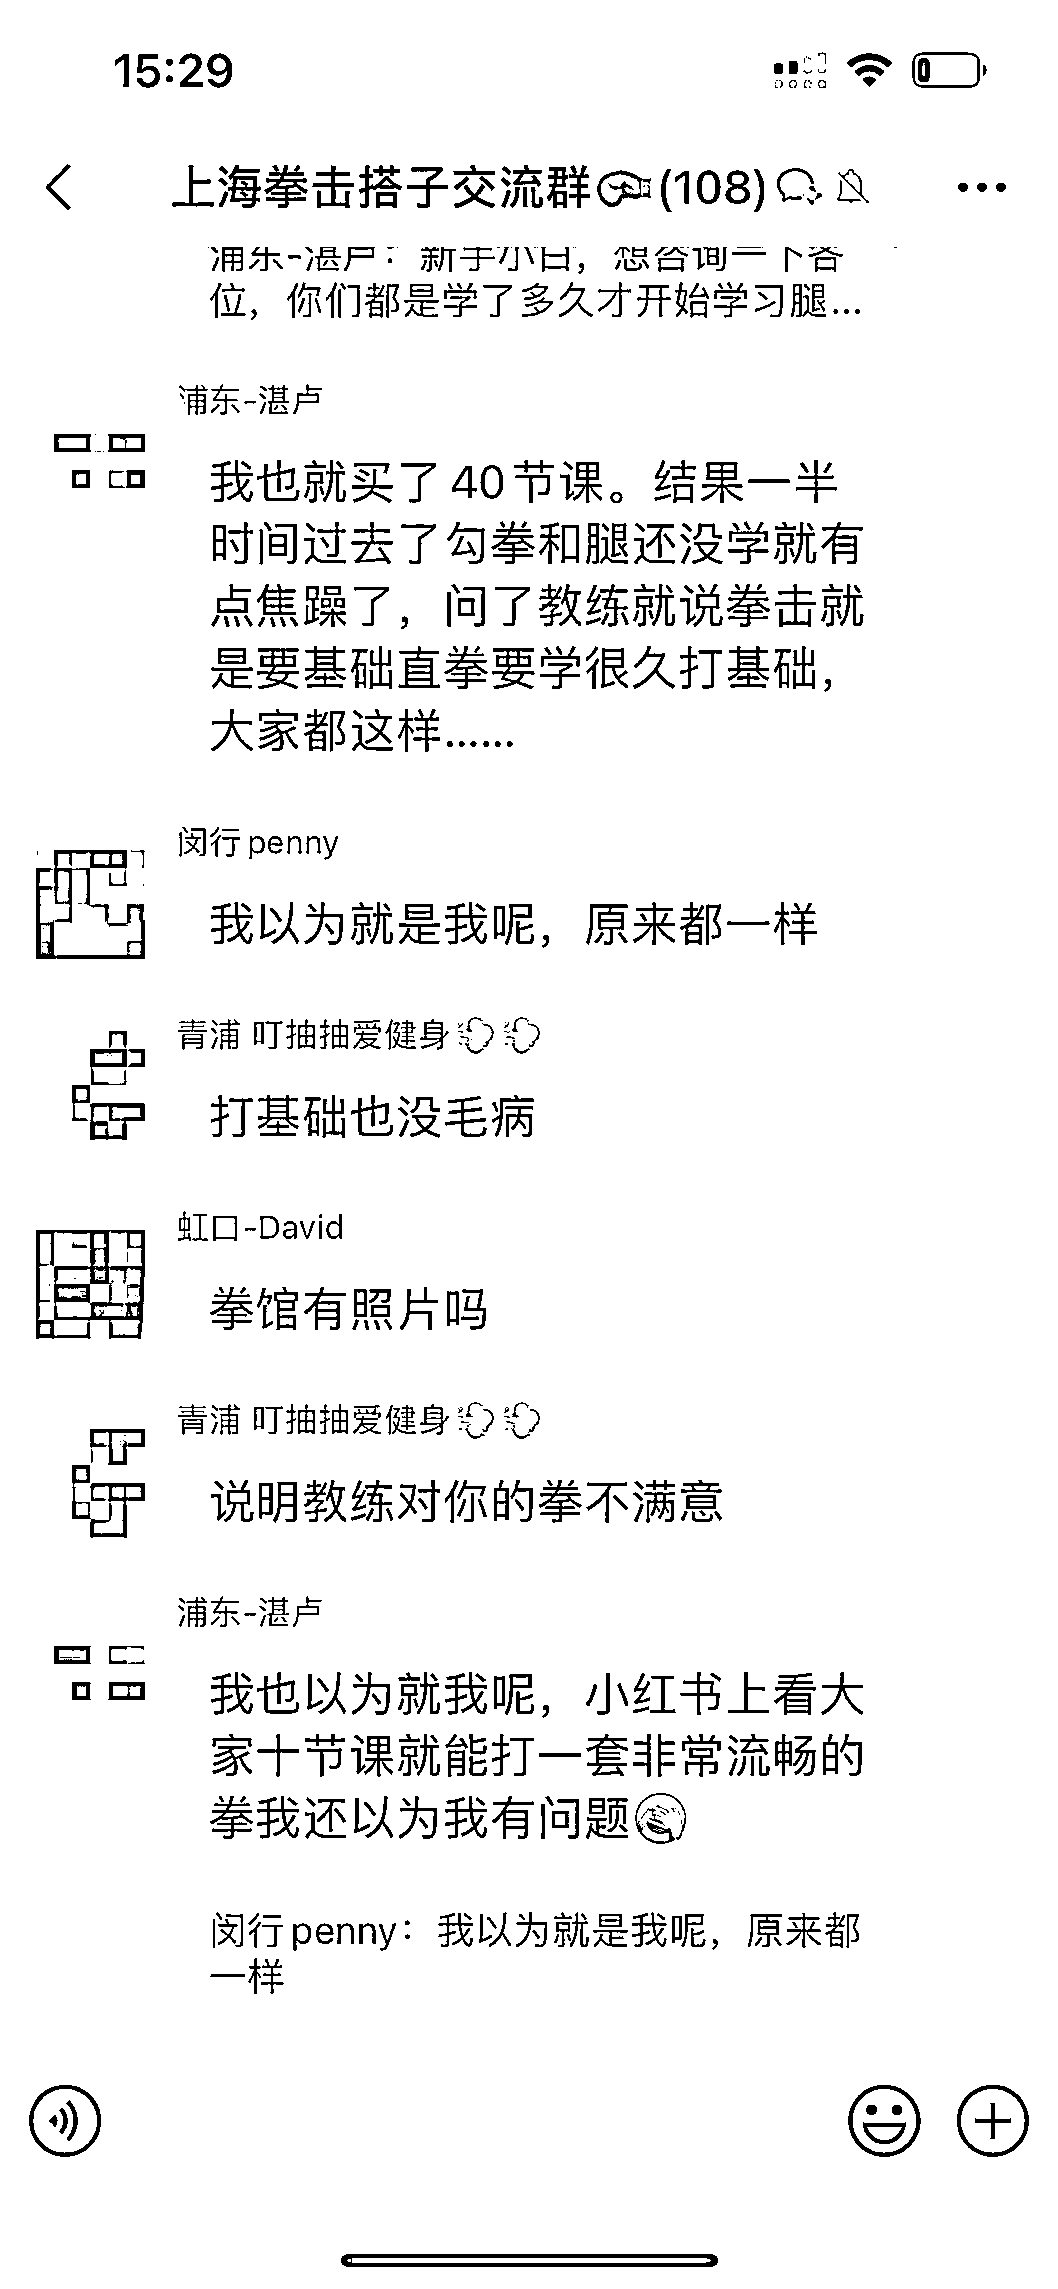 15:29
上海拳击搭子交流群(108)
浦东-湛卢：新手小白，想咨询一下各
位，你们都是学了多久才开始学习腿...
浦东-湛卢
我也就买了40节课。结果一半
时间过去了勾拳和腿还没学就有
点焦躁了，问了教练就说拳击就
是要基础直拳要学很久打基础，
大家都这样......
闵行penny
我以为就是我呢，原来都一样
青浦 叮抽抽爱健身💨💨
打基础也没毛病
虹口-David
拳馆有照片吗
青浦 叮抽抽爱健身💨💨
说明教练对你的拳不满意
浦东-湛卢
我也以为就我呢，小红书上看大
家十节课就能打一套非常流畅的
拳我还以为我有问题
闵行penny：我以为就是我呢，原来都
一样